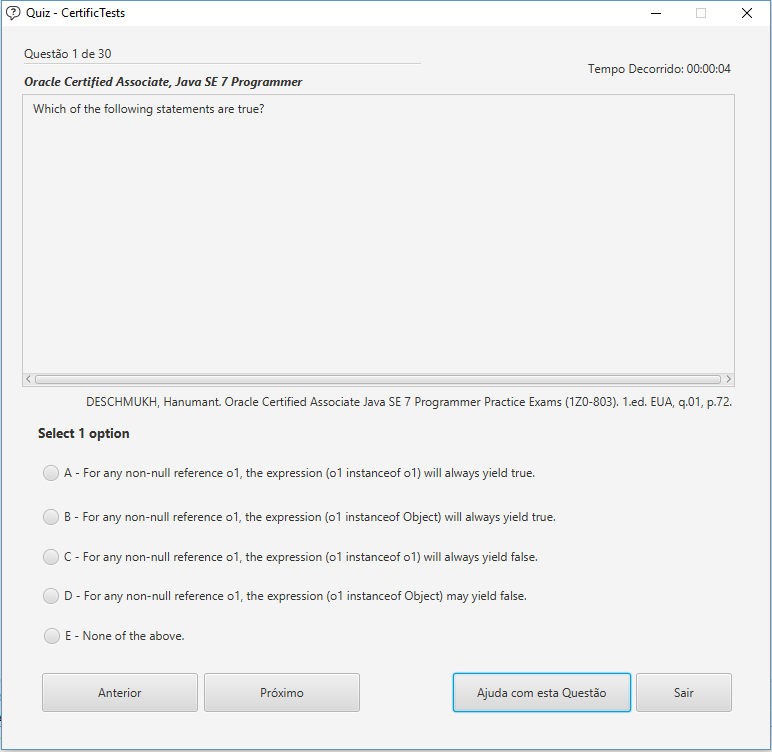 Quiz - CertificTests
Questão 1 de 30
Tempo Decorrido: 00:00:04
Oracle Certified Associate, Java SE 7 Programmer
Which of the following statements are true?
DESCHMUKH, Hanumant. Oracle Certified Associate Java SE 7 Programmer Practice Exams (1Z0-803). 1.ed. EUA, q.01, p.72.
Select 1 option
A - For any non-null reference o1, the expression (o1 instanceof o1) will always yield true.
B - For any non-null reference o1, the expression (o1 instanceof Object) will always yield true.
C - For any non-null reference o1, the expression (o1 instanceof o1) will always yield false.
D - For any non-null reference o1, the expression (o1 instanceof Object) may yield false.
E - None of the above.
Anterior
Próximo
Ajuda com esta Questão
Sair